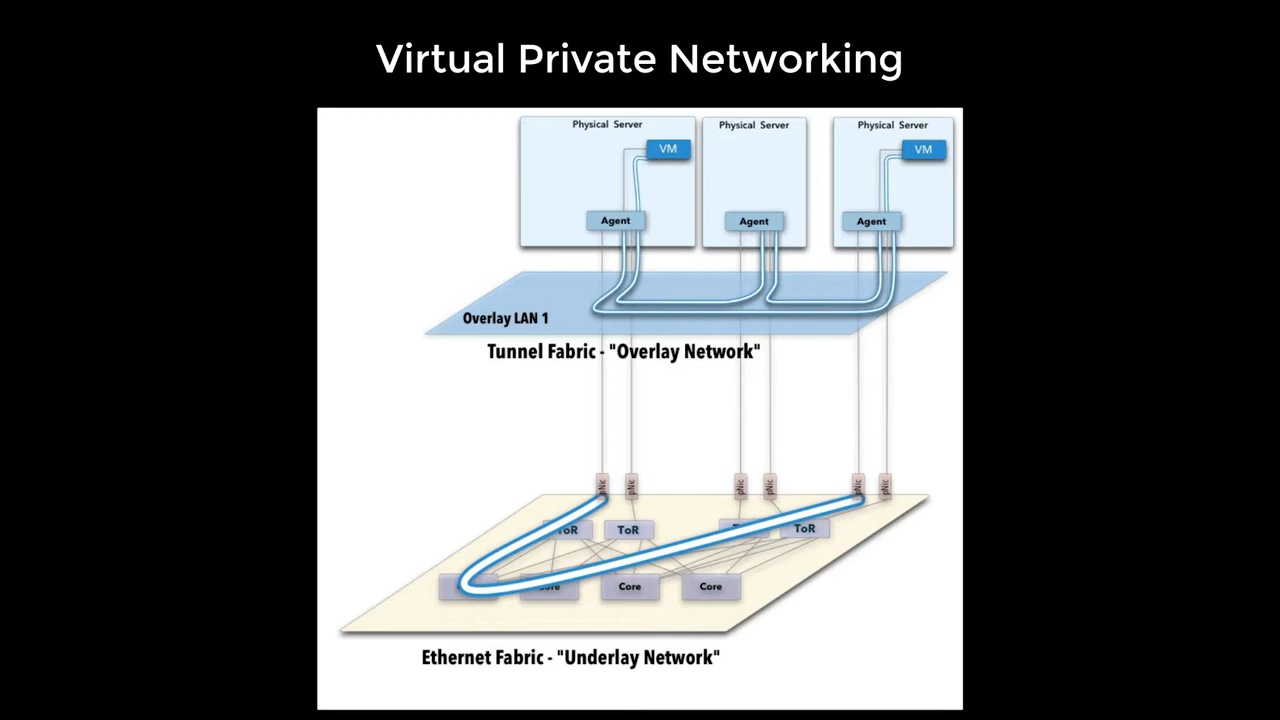 Virtual Private Networking
Physical Server
Physical Server
Physical Server
VM
VM
Agent
Agent
Agent
Overlay LAN 1
Tunnel Fabric - "Overlay Network"
pNic
pNic
pNic
pNic
pNic
pNic
ToR
ToR
ToR
Core
Core
Core
Ethernet Fabric - "Underlay Network"